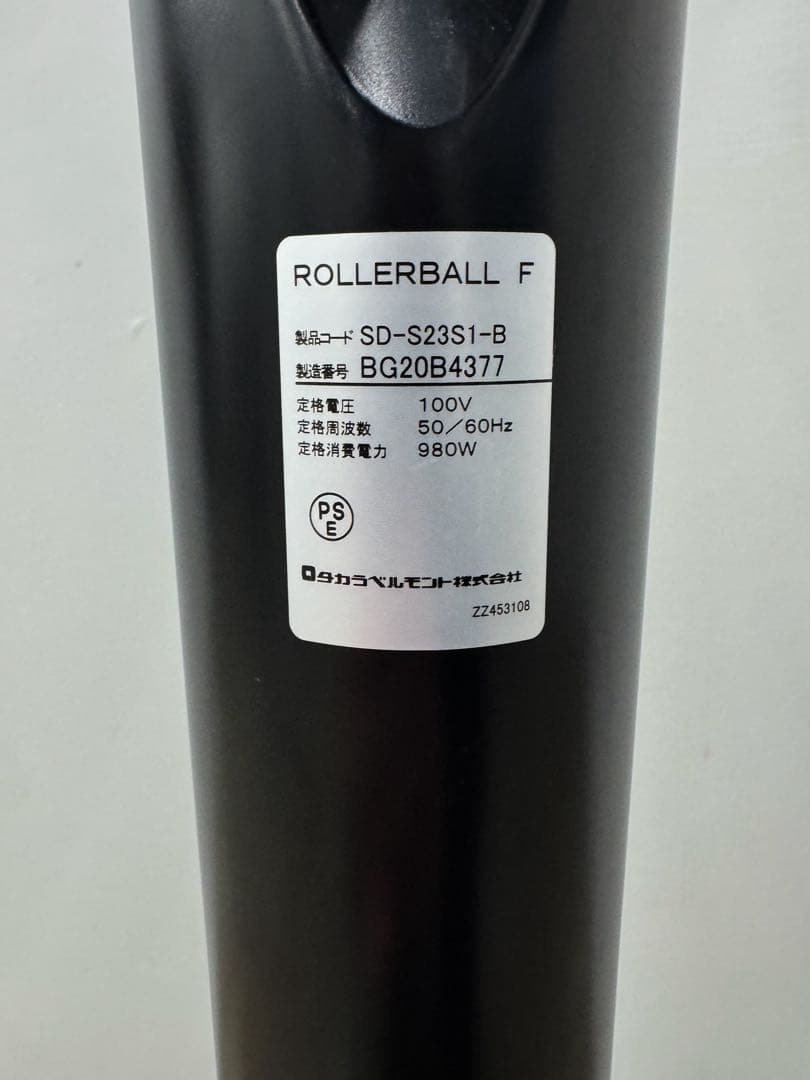 ROLLERBALL F
製品コード SD-S23S1-B
製造番号 BG20B4377
定格電圧 100V
定格周波数 50/60Hz
定格消費電力 980W
PS
E
タカラベルモント株式会社
ZZ453108